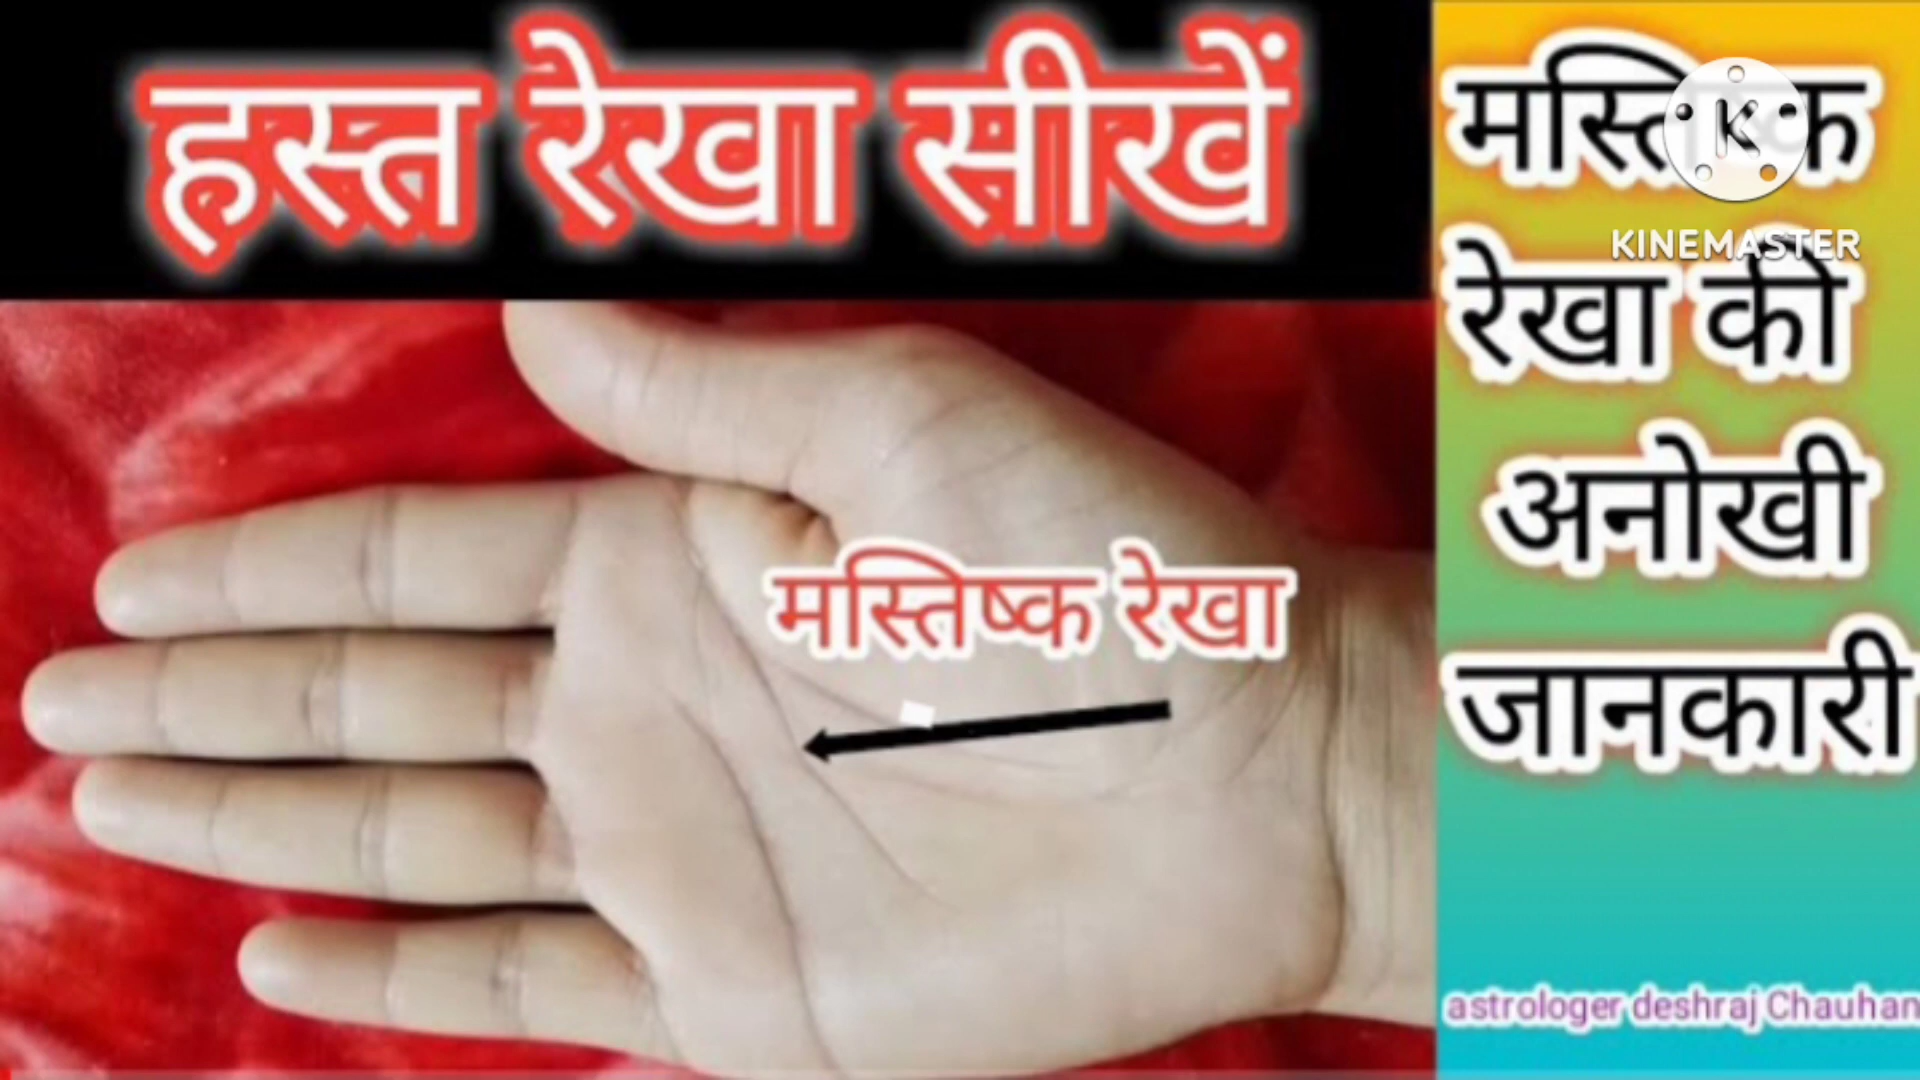 हस्त रेखा सीखें
मस्तिष्क
रेखा की
अनोखी
जानकारी
KINEMASTER
मस्तिष्क रेखा
astrologer deshraj Chauhan